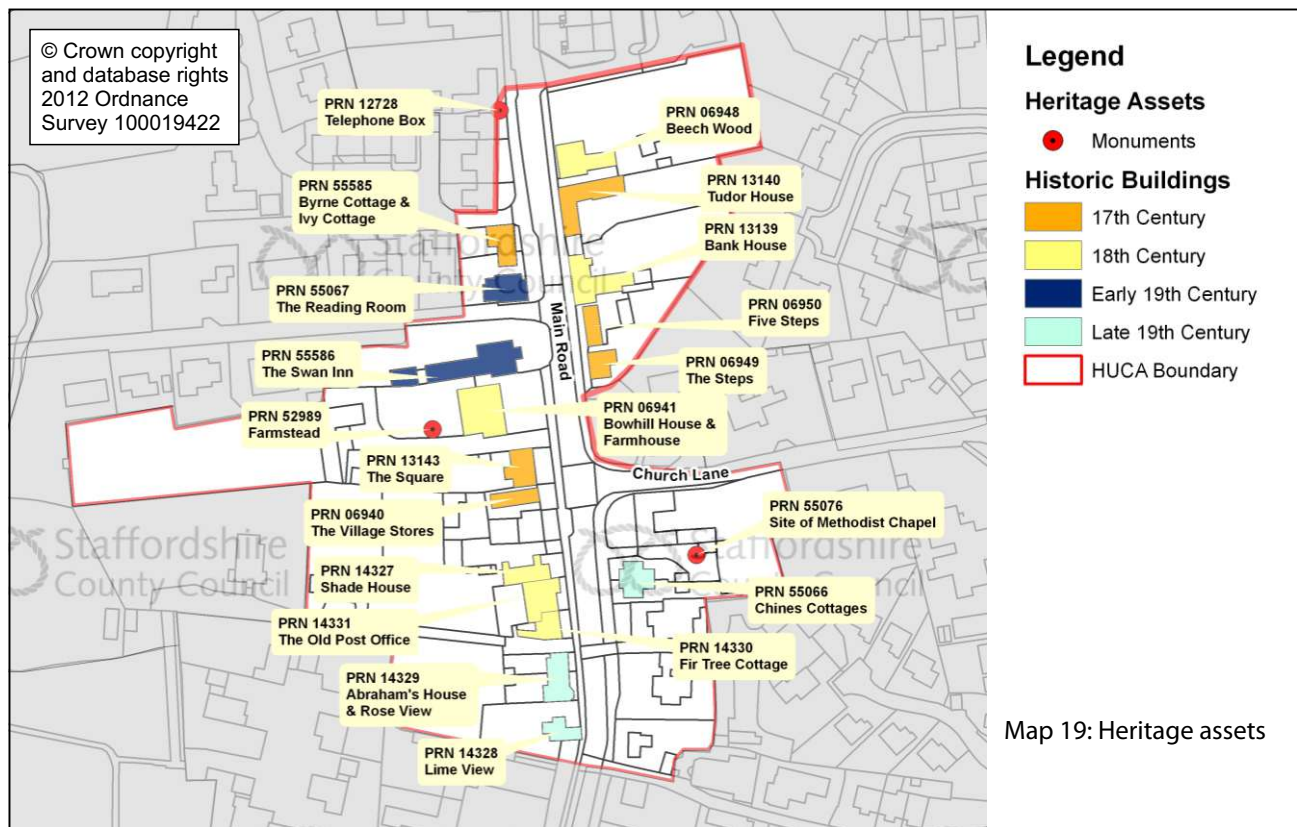 © Crown copyright
and database rights
2012 Ordnance
Survey 100019422
PRN 12728
Telephone Box
PRN 06948
Beech Wood
PRN 55585
Byrne Cottage &
Ivy Cottage
PRN 13140
Tudor House
PRN 13139
Bank House
Staffordshire
County Council
PRN 55067
The Reading Room
Main Road
PRN 06950
Five Steps
PRN 55586
The Swan Inn
PRN 06949
The Steps
PRN 52989
Farmstead
PRN 06941
Bowhill House &
Farmhouse
PRN 13143
The Square
Church Lane
PRN 06940
The Village Stores
PRN 55076
Site of Methodist Chapel
Staffordshire
County Council
Staffordshire
County Council
PRN 14327
Shade House
PRN 55066
Chines Cottages
PRN 14331
The Old Post Office
PRN 14330
Fir Tree Cottage
PRN 14329
Abraham's House
& Rose View
PRN 14328
Lime View
Legend
Heritage Assets
Monuments
Historic Buildings
17th Century
18th Century
Early 19th Century
Late 19th Century
HUCA Boundary
Map 19: Heritage assets